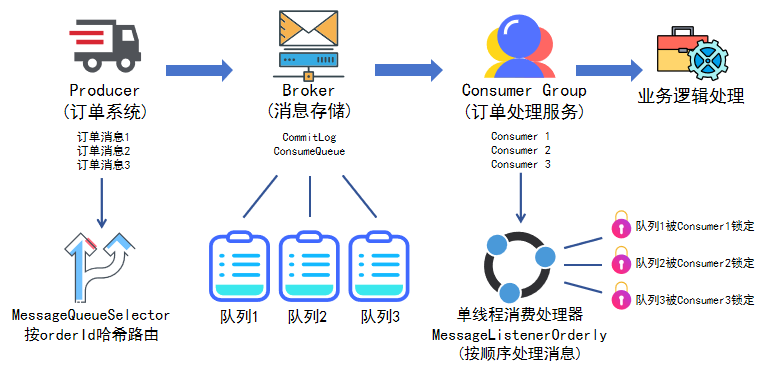 Producer
(订单系统)
订单消息1
订单消息2
订单消息3
MessageQueueSelector
按orderId哈希路由
Broker
(消息存储)
CommitLog
ConsumeQueue
队列1
队列2
队列3
Consumer Group
(订单处理服务)
Consumer 1
Consumer 2
Consumer 3
单线程消费处理器
MessageListenerOrderly
(按顺序处理消息)
业务逻辑处理
队列1被Consumer1锁定
队列2被Consumer2锁定
队列3被Consumer3锁定